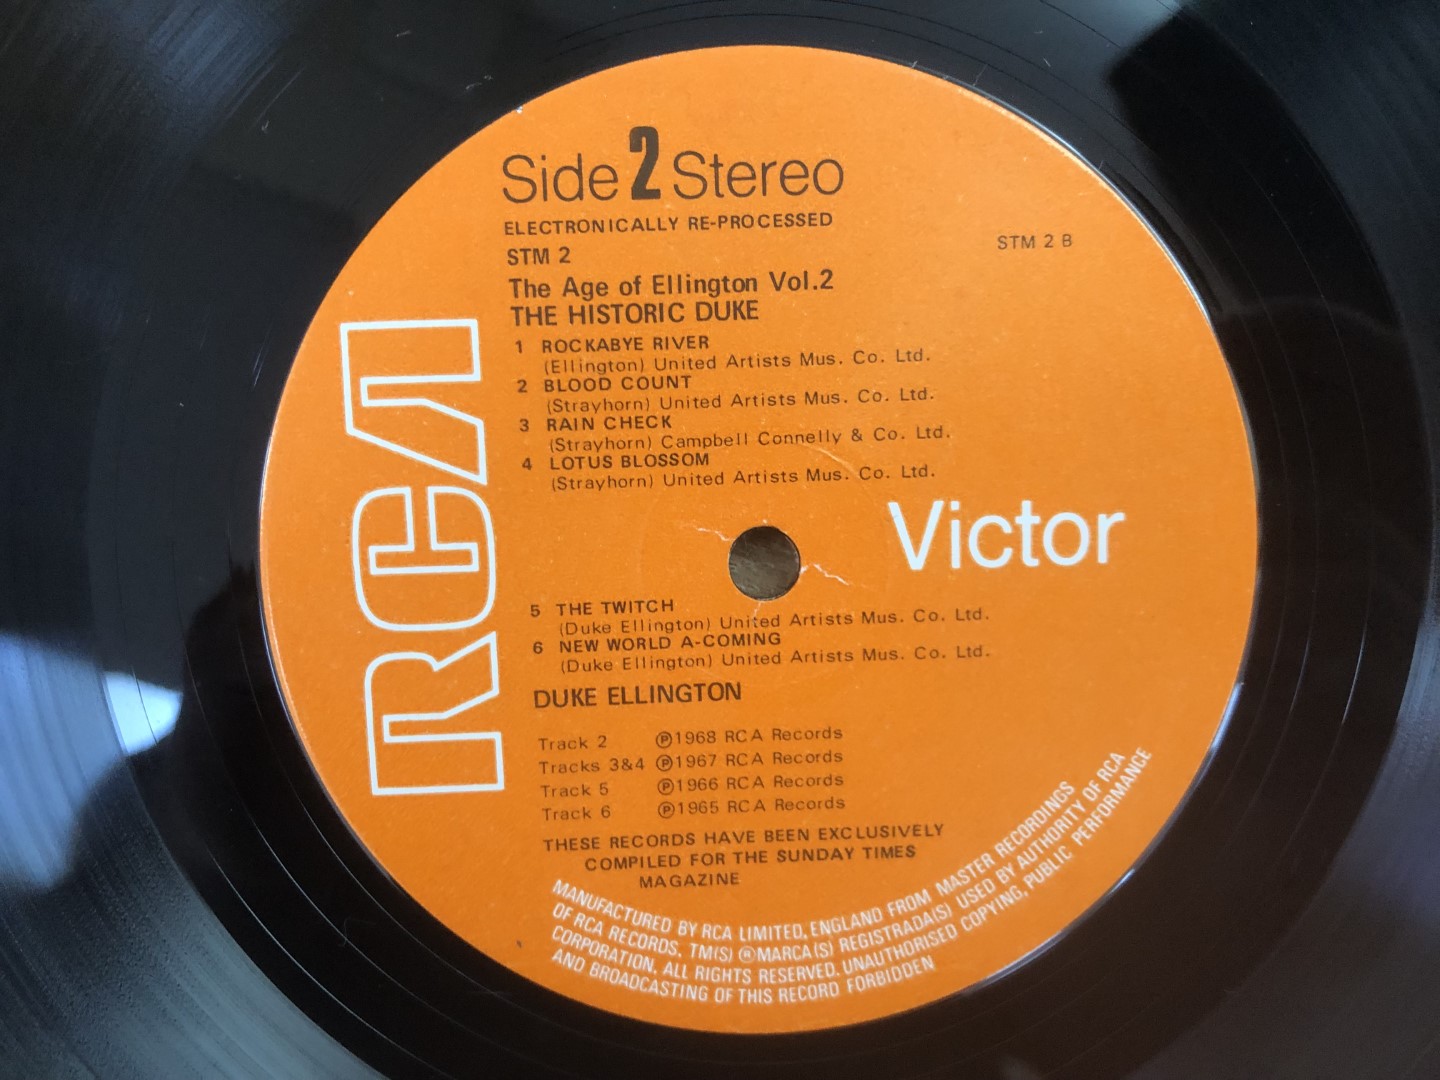 Side 2 Stereo
ELECTRONICALLY RE-PROCESSED
STM 2
STM 2 B
The Age of Ellington Vol.2
THE HISTORIC DUKE
1 ROCKABYE RIVER
(Ellington) United Artists Mus. Co. Ltd.
2 BLOOD COUNT
(Strayhorn) United Artists Mus. Co. Ltd.
3 RAIN CHECK
(Strayhorn) Campbell Connelly & Co. Ltd.
4 LOTUS BLOSSOM
(Strayhorn) United Artists Mus. Co. Ltd.
RCA
Victor
5 THE TWITCH
(Duke Ellington) United Artists Mus. Co. Ltd.
6 NEW WORLD A-COMING
(Duke Ellington) United Artists Mus. Co. Ltd.
DUKE ELLINGTON
Track 2 ℗1968 RCA Records
Tracks 3&4 ℗1967 RCA Records
Track 5 ℗1966 RCA Records
Track 6 ℗1965 RCA Records
THESE RECORDS HAVE BEEN EXCLUSIVELY
COMPILED FOR THE SUNDAY TIMES
MAGAZINE
MANUFACTURED BY RCA LIMITED, ENGLAND FROM MASTER RECORDINGS
OF RCA RECORDS. TM(S) ®MARCA(S) REGISTRADA(S) USED BY AUTHORITY OF RCA
CORPORATION, ALL RIGHTS RESERVED. UNAUTHORISED COPYING, PUBLIC PERFORMANCE
AND BROADCASTING OF THIS RECORD FORBIDDEN